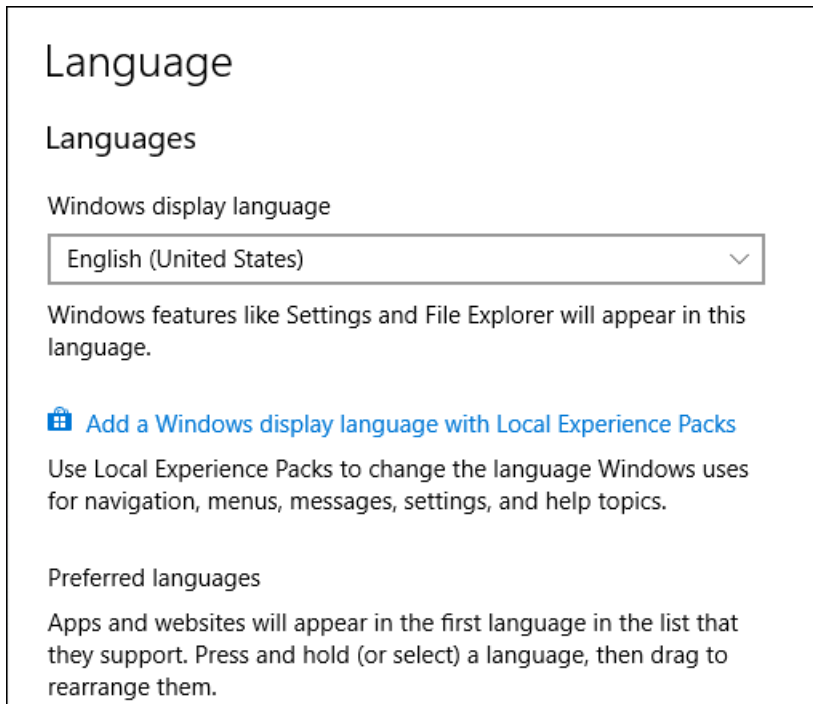 Language
Languages
Windows display language
English (United States)
Windows features like Settings and File Explorer will appear in this
language.
Add a Windows display language with Local Experience Packs
Use Local Experience Packs to change the language Windows uses
for navigation, menus, messages, settings, and help topics.
Preferred languages
Apps and websites will appear in the first language in the list that
they support. Press and hold (or select) a language, then drag to
rearrange them.